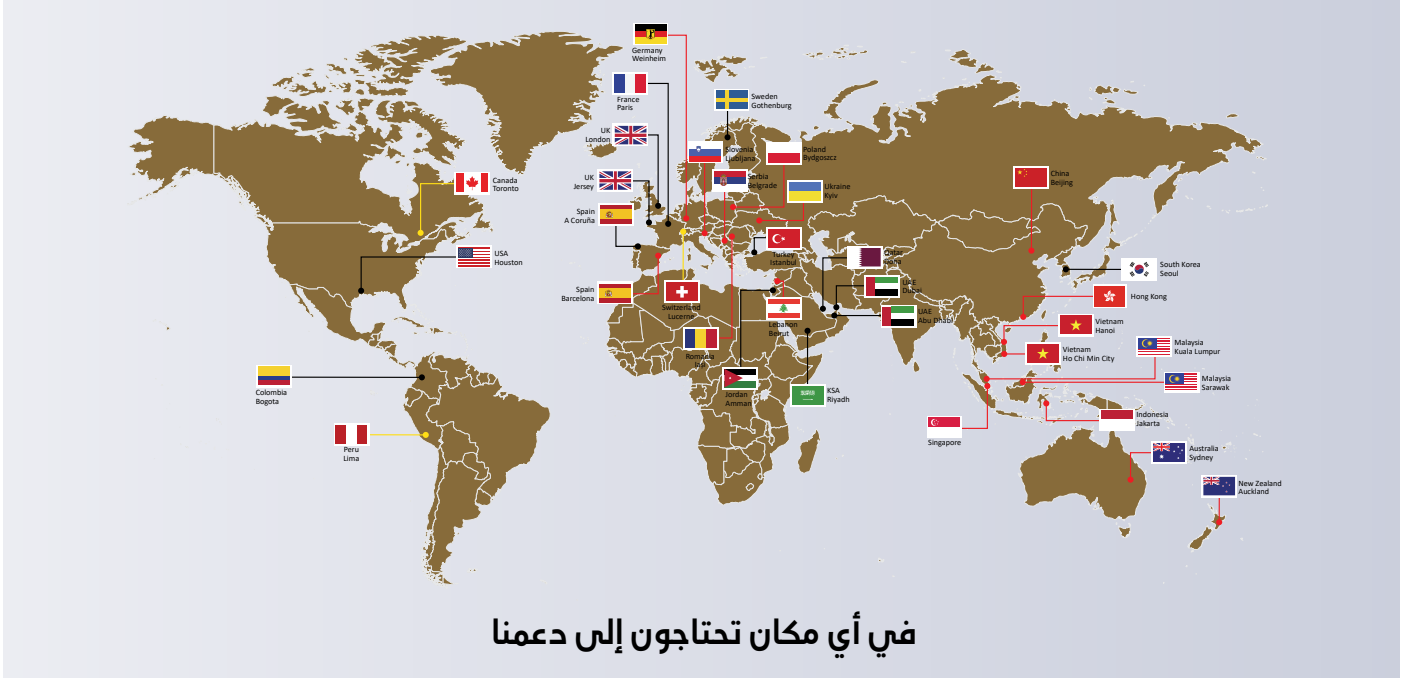 Germany
Weinheim
France
Paris
Sweden
Gothenburg
UK
London
Slovenia
Ljubljana
Poland
Bydgoszcz
UK
Jersey
Serbia
Belgrade
Ukraine
Kyiv
Canada
Toronto
China
Beijing
Spain
A Coruña
USA
Houston
Turkey
Istanbul
Qatar
Doha
South Korea
Seoul
Spain
Barcelona
Switzerland
Lucerne
UAE
Dubai
Hong Kong
Lebanon
Beirut
UAE
Abu Dhabi
Vietnam
Hanoi
Romania
Vietnam
Ho Chi Min City
Malaysia
Kuala Lumpur
Colombia
Bogota
Jordan
Amman
KSA
Riyadh
Malaysia
Sarawak
Peru
Lima
Singapore
Indonesia
Jakarta
Australia
Sydney
New Zealand
Auckland
في أي مكان تحتاجون إلى دعمنا